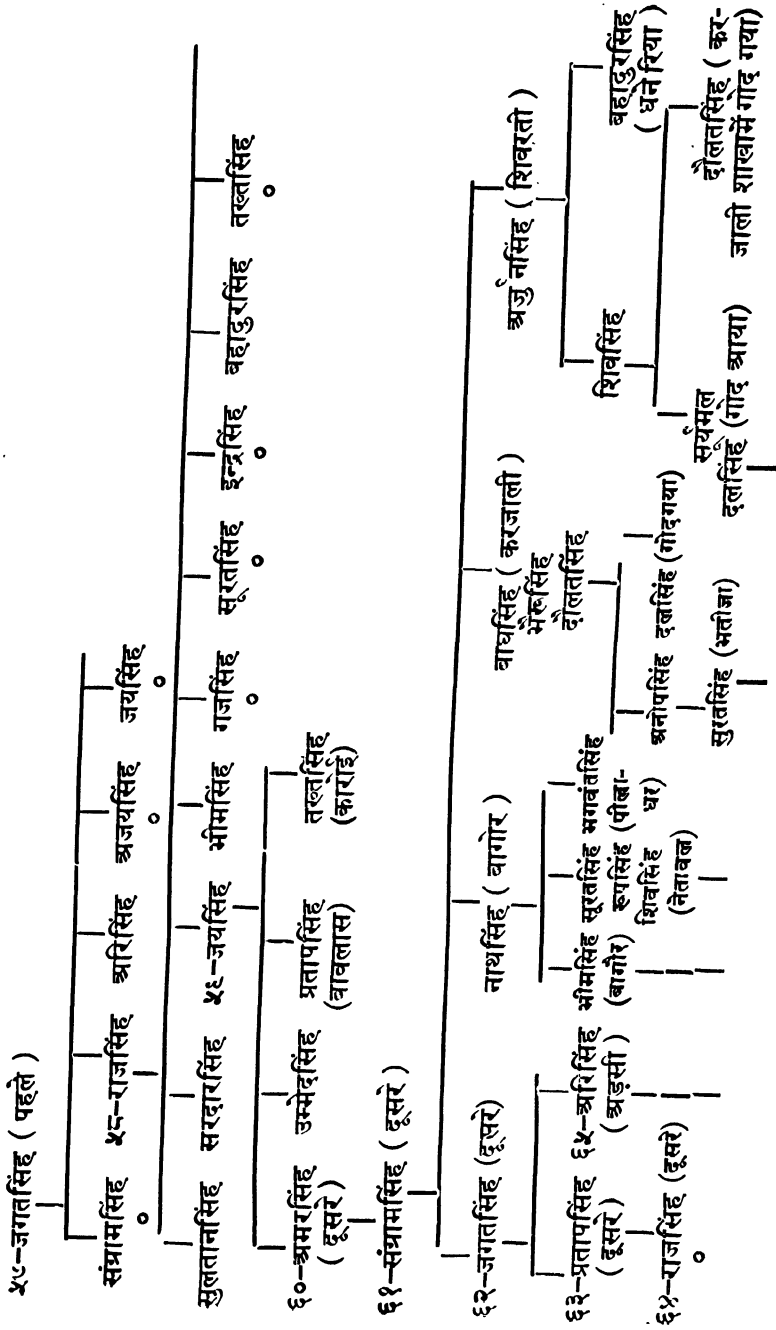 ५७–जगतसिंह ( पहले )
संग्रामसिंह ५८–राजसिंह अरिसिंह अजयसिंह जयसिंह
सुलतानसिंह सरदारसिंह ५९–जयसिंह भीमसिंह गजसिंह सूरतसिंह इन्द्रसिंह बहादुरसिंह तख्तसिंह
६०–अमरसिंह उम्मेदसिंह प्रतापसिंह तख्तसिंह
( दूसरे ) (बावलास) (कारोई)
६१–संग्रामसिंह ( दूसरे )
६२–जगतसिंह (दूसरे) नाथसिंह ( बागोर ) बाघसिंह ( करजाली ) अर्जुनसिंह ( शिवरती )
भैरूसिंह
दौलतसिंह
६३–प्रतापसिंह ६५–अरिसिंह भीमसिंह सूरतसिंह भगवंतसिंह शिवसिंह बहादुरसिंह
( दूसरे ) (अड़सी) (बागौर) रूपसिंह (पीला- ( धनेरिया )
शिवसिंह धर)
(नेतावल)
अनोपसिंह दलसिंह (गोदगया)
६४–राजसिंह (दूसरे) सूर्यमल दौलतसिंह ( कर-
सुरतसिंह (भतीजा) दलसिंह (गोद आया) जाली शाखामें गोद गया)